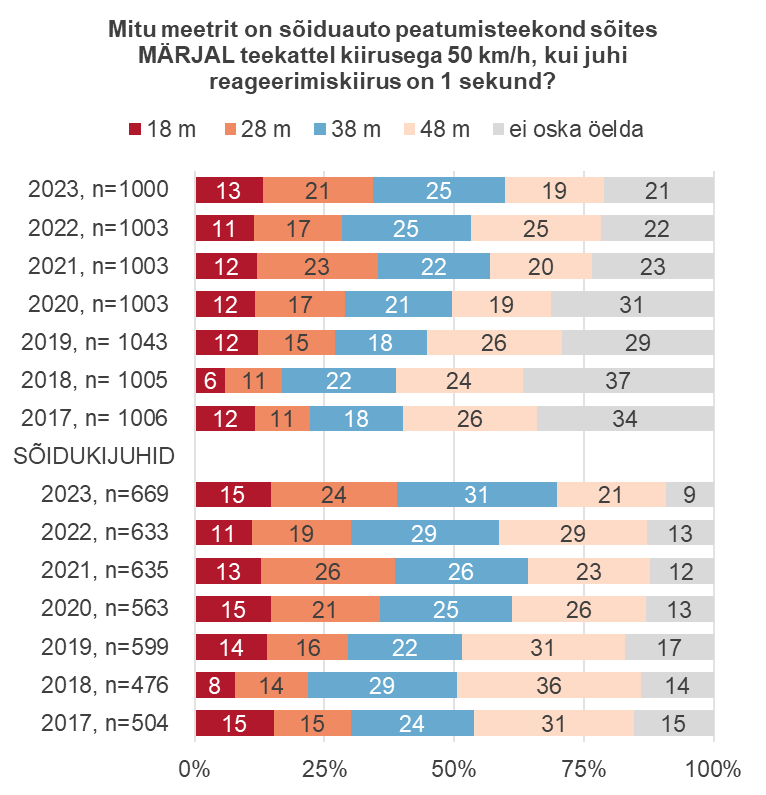 Mitu meetrit on sõiduauto peatumisteekond sõites
MÄRJAL teekattel kiirusega 50 km/h, kui juhi
reageerimiskiirus on 1 sekund?
18 m 28 m 38 m 48 m ei oska öelda
2023, n=1000 13 21 25 19 21
2022, n=1003 11 17 25 25 22
2021, n=1003 12 23 22 20 23
2020, n=1003 12 17 21 19 31
2019, n= 1043 12 15 18 26 29
2018, n= 1005 6 11 22 24 37
2017, n= 1006 12 11 18 26 34
SÕIDUKIJUHID
2023, n=669 15 24 31 21 9
2022, n=633 11 19 29 29 13
2021, n=635 13 26 26 23 12
2020, n=563 15 21 25 26 13
2019, n=599 14 16 22 31 17
2018, n=476 8 14 29 36 14
2017, n=504 15 15 24 31 15
0% 25% 50% 75% 100%